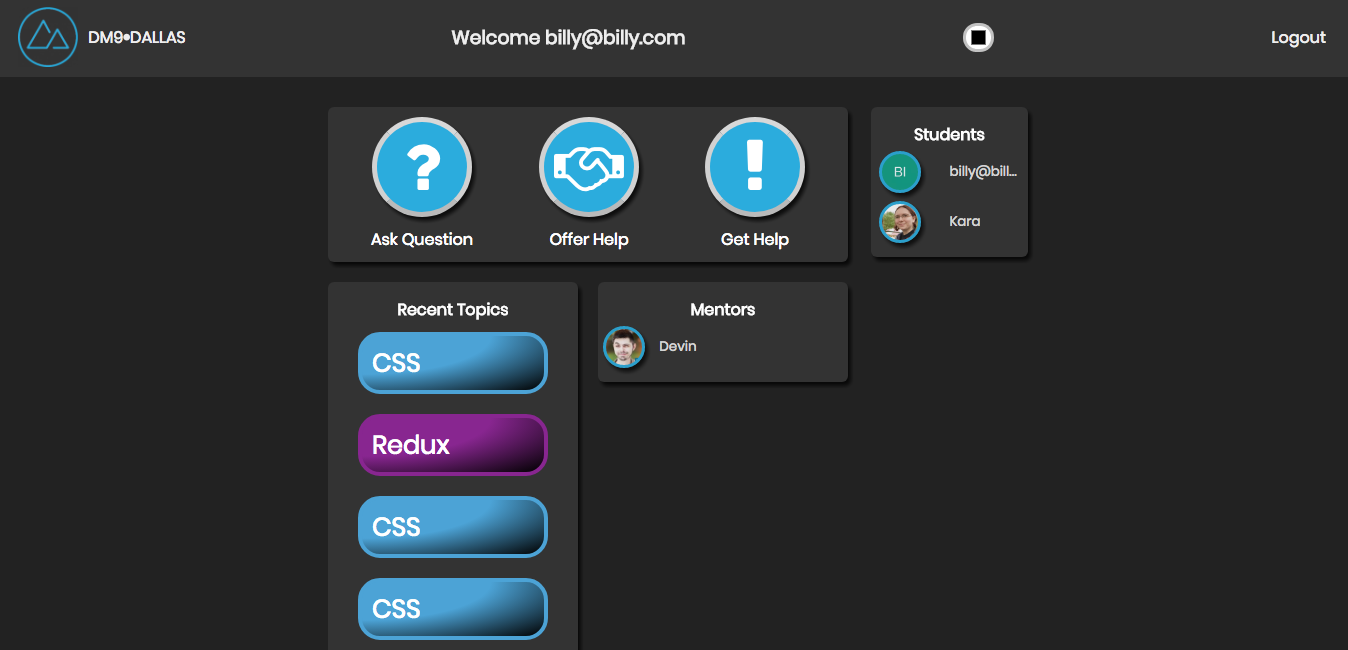 DM9•DALLAS
Welcome billy@billy.com
Logout
?
!
Ask Question
Offer Help
Get Help
Students
BI
billy@bill...
Kara
Recent Topics
CSS
Redux
CSS
CSS
Mentors
Devin